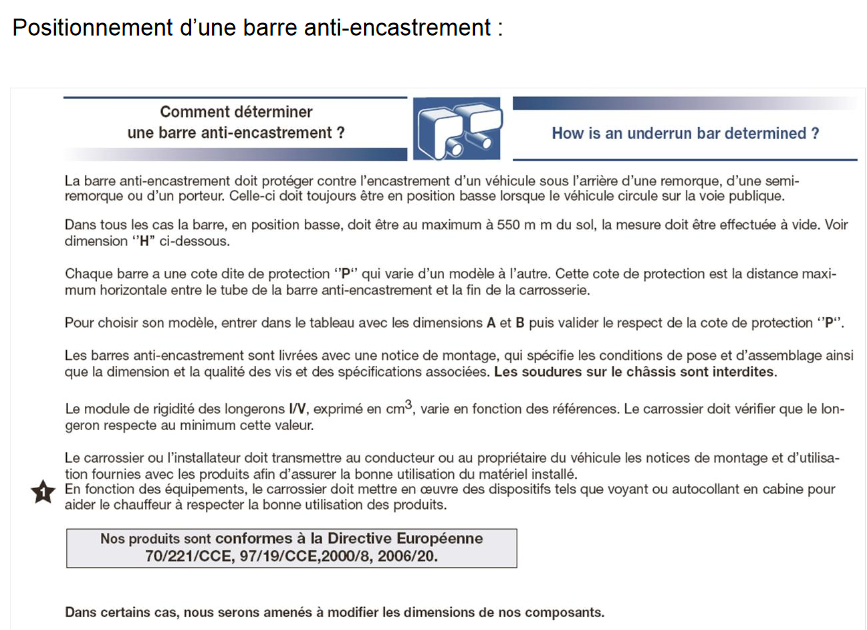 Positionnement d’une barre anti-encastrement :
Comment déterminer
une barre anti-encastrement ?
How is an underrun bar determined ?
La barre anti-encastrement doit protéger contre l’encastrement d’un véhicule sous l’arrière d’une remorque, d’une semi-
remorque ou d’un porteur. Celle-ci doit toujours être en position basse lorsque le véhicule circule sur la voie publique.
Dans tous les cas la barre, en position basse, doit être au maximum à 550 m m du sol, la mesure doit être effectuée à vide. Voir
dimension ‘’H” ci-dessous.
Chaque barre a une cote dite de protection ‘’P‘’ qui varie d’un modèle à l’autre. Cette cote de protection est la distance maxi-
mum horizontale entre le tube de la barre anti-encastrement et la fin de la carrosserie.
Pour choisir son modèle, entrer dans le tableau avec les dimensions A et B puis valider le respect de la cote de protection ‘’P‘’.
Les barres anti-encastrement sont livrées avec une notice de montage, qui spécifie les conditions de pose et d’assemblage ainsi
que la dimension et la qualité des vis et des spécifications associées. Les soudures sur le châssis sont interdites.
Le module de rigidité des longerons I/V, exprimé en cm3, varie en fonction des références. Le carrossier doit vérifier que le lon-
geron respecte au minimum cette valeur.
Le carrossier ou l’installateur doit transmettre au conducteur ou au propriétaire du véhicule les notices de montage et d’utilisa-
tion fournies avec les produits afin d’assurer la bonne utilisation du matériel installé.
1 En fonction des équipements, le carrossier doit mettre en œuvre des dispositifs tels que voyant ou autocollant en cabine pour
aider le chauffeur à respecter la bonne utilisation des produits.
Nos produits sont conformes à la Directive Européenne
70/221/CCE, 97/19/CCE,2000/8, 2006/20.
Dans certains cas, nous serons amenés à modifier les dimensions de nos composants.